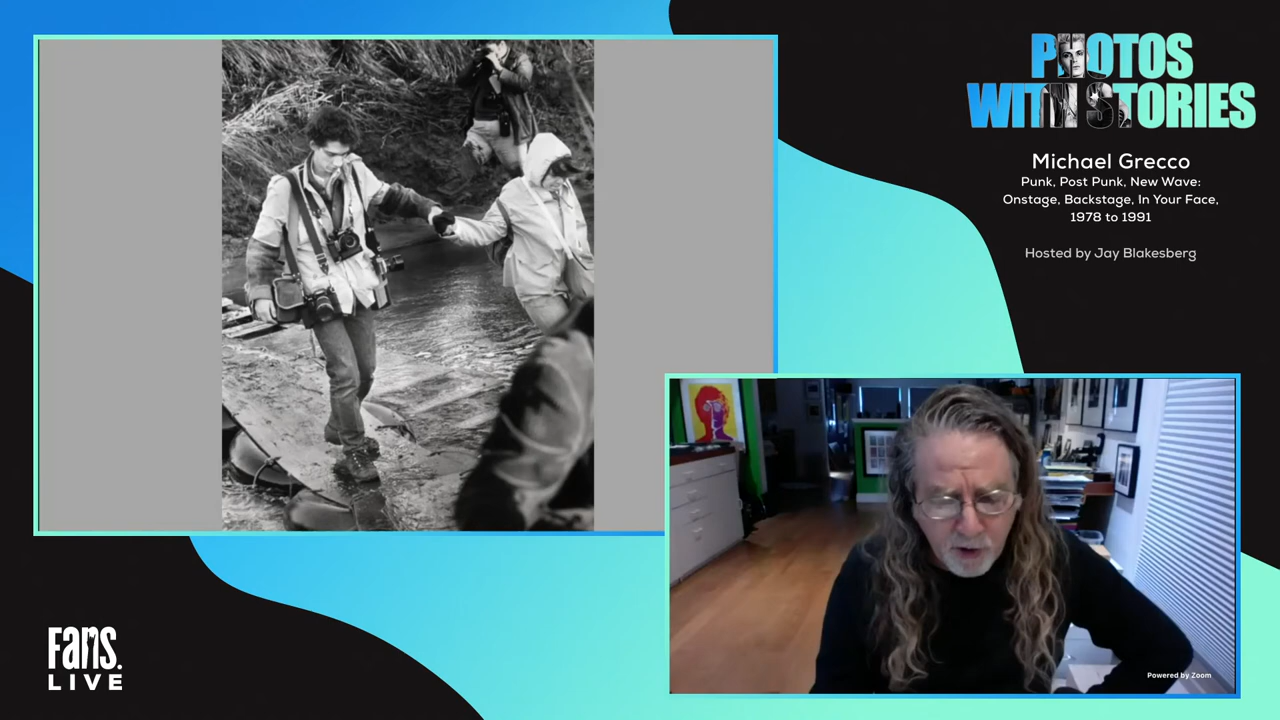 PHOTOS
WITH STORIES
Michael Grecco
Punk, Post Punk, New Wave:
Onstage, Backstage, In Your Face,
1978 to 1991
Hosted by Jay Blakesberg
Powered by Zoom
Fans.
LIVE